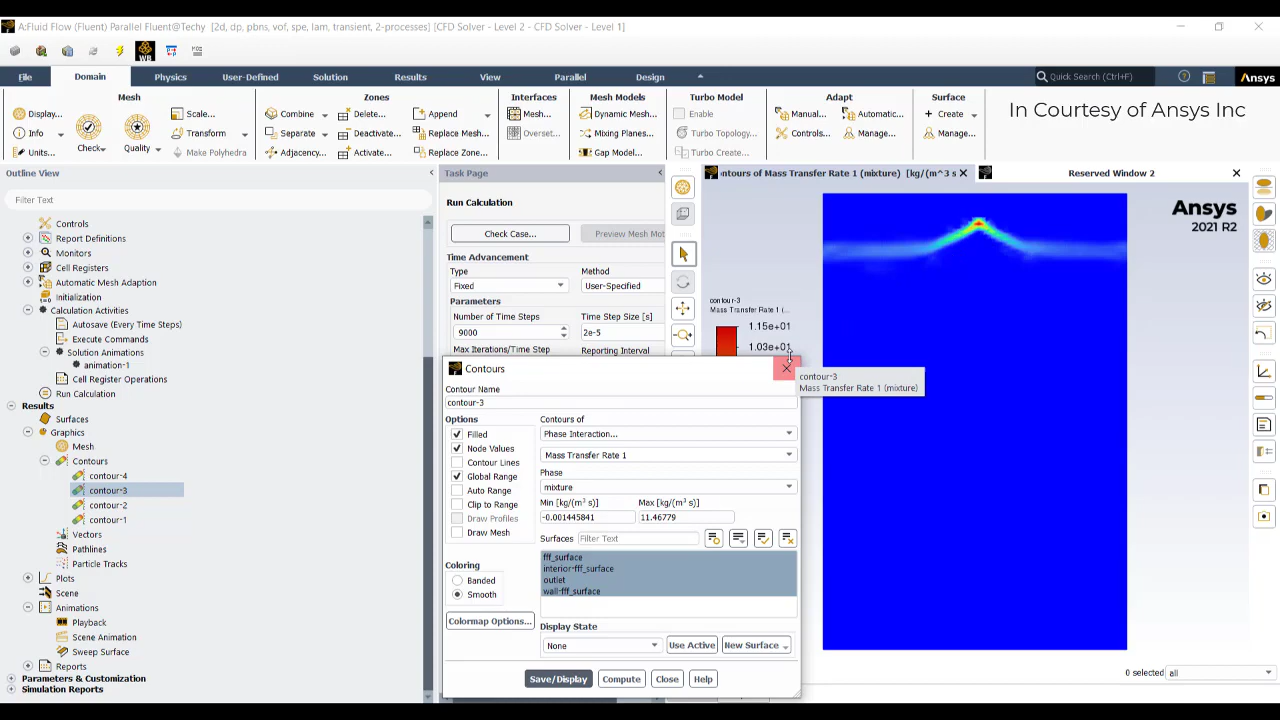 A:Fluid Flow (Fluent) Parallel Fluent@Techy [2d, dp, pbns, vof, spe, lam, transient, 2-processes] [CFD Solver - Level 2 - CFD Solver - Level 1]
WB
File Domain Physics User-Defined Solution Results View Parallel Design Quick Search (Ctrl+F) Ansys
Mesh Zones Interfaces Mesh Models Turbo Model Adapt Surface
Display... Scale... Combine Delete... Append Mesh... Dynamic Mesh... Enable Manual... Automatic... Create In Courtesy of Ansys Inc
Info Check Quality Transform Separate Deactivate... Replace Mesh... Overset... Mixing Planes... Turbo Topology... Controls... Manage... Manage...
Units... Make Polyhedra Adjacency... Activate... Replace Zone... Gap Model... Turbo Create...
Outline View
Filter Text
Controls
Report Definitions
Monitors
Cell Registers
Automatic Mesh Adaption
Initialization
Calculation Activities
Autosave (Every Time Steps)
Execute Commands
Solution Animations
animation-1
Cell Register Operations
Run Calculation
Results
Surfaces
Graphics
Mesh
Contours
contour-4
contour-3
contour-2
contour-1
Vectors
Pathlines
Particle Tracks
Plots
Scene
Animations
Playback
Scene Animation
Sweep Surface
Reports
Parameters & Customization
Simulation Reports
Task Page
Run Calculation
Check Case... Preview Mesh Mot
Time Advancement
Type Method
Fixed User-Specified
Parameters
Number of Time Steps Time Step Size [s]
9000 2e-5
Max Iterations/Time Step Reporting Interval
Contours
Contour Name
contour-3
Options
Filled
Node Values
Contour Lines
Global Range
Auto Range
Clip to Range
Draw Profiles
Draw Mesh
Coloring
Banded
Smooth
Colormap Options...
Contours of
Phase Interaction...
Mass Transfer Rate 1
Phase
mixture
Min [kg/(m³ s)] Max [kg/(m³ s)]
-0.001445841 11.46779
Surfaces Filter Text
fff_surface
interior-fff_surface
outlet
wall-fff_surface
Display State
None Use Active New Surface
Save/Display Compute Close Help
ontours of Mass Transfer Rate 1 (mixture) [kg/(m^3 s Reserved Window 2
Ansys
2021 R2
contour-3
Mass Transfer Rate 1 (...
1.15e+01
1.03e+01
contour-3
Mass Transfer Rate 1 (mixture)
0 selected all